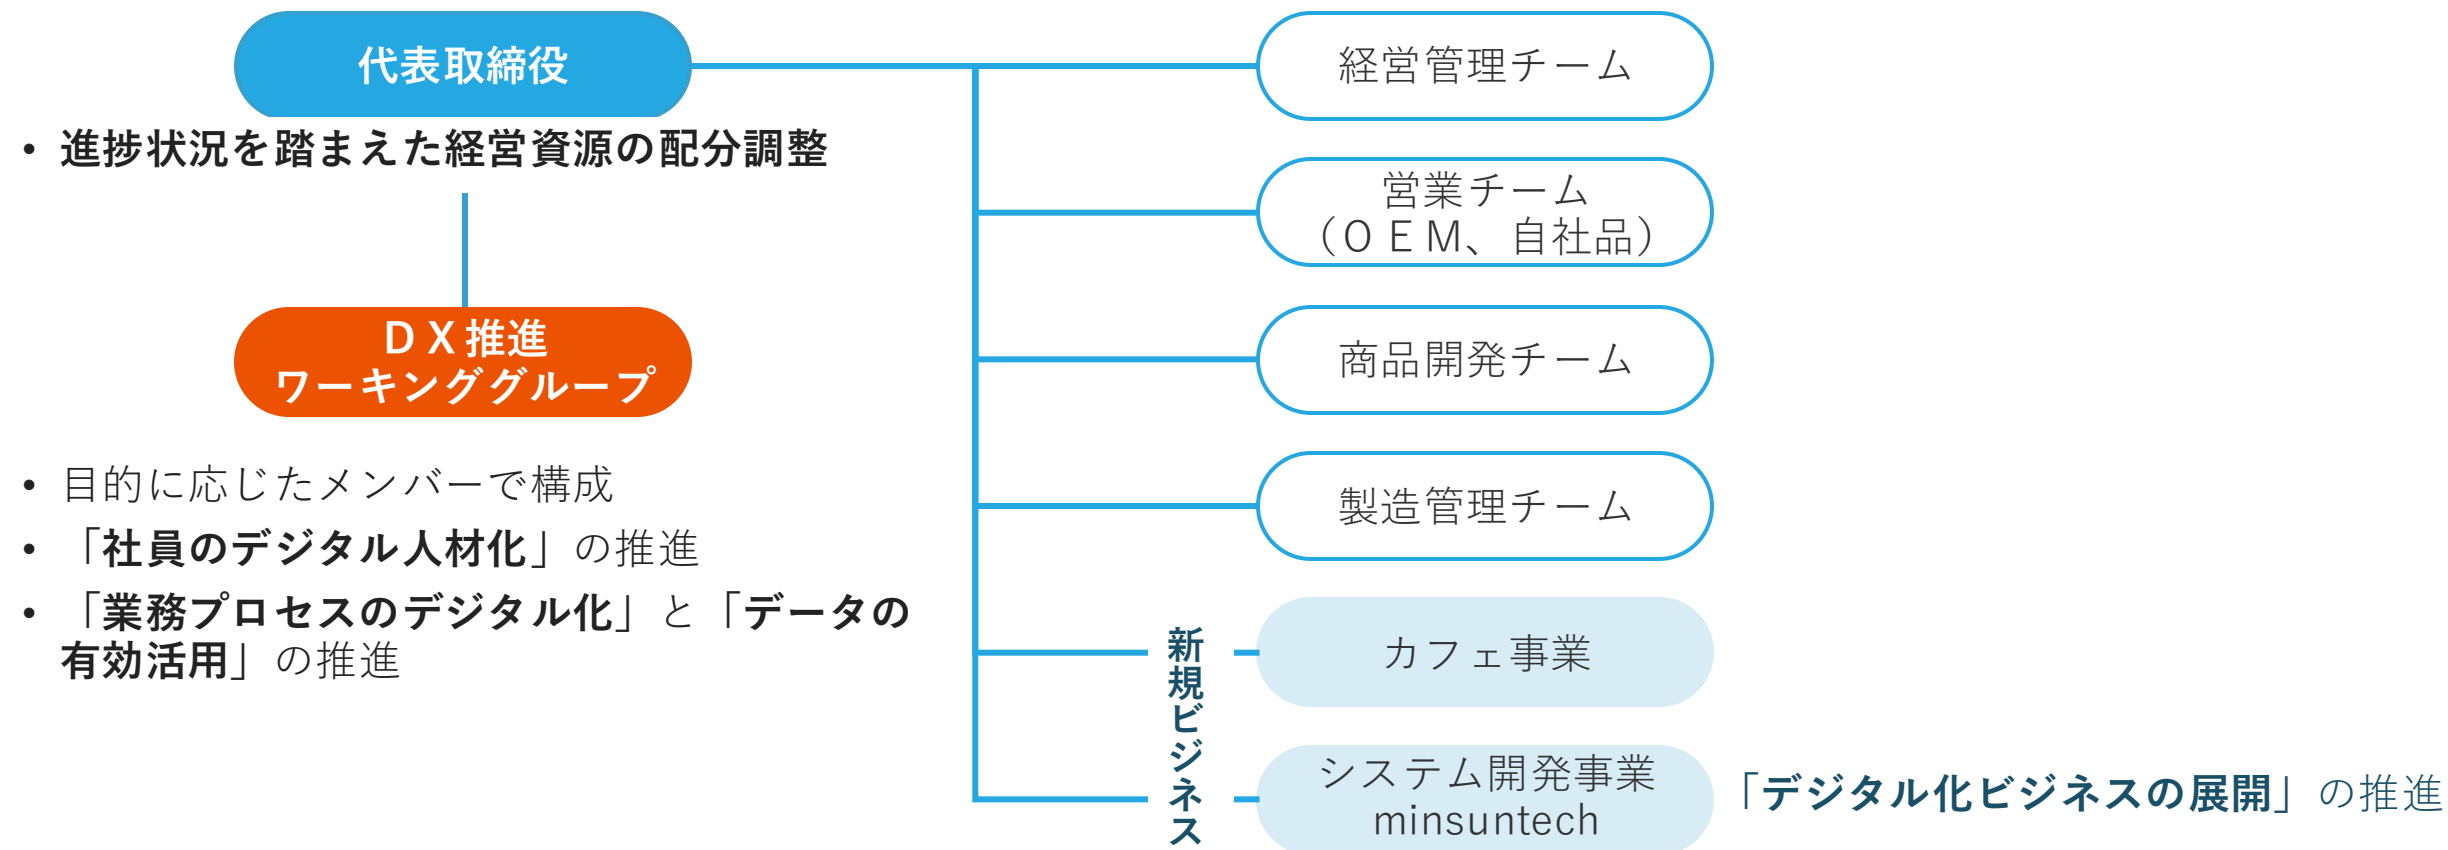 代表取締役
• 進捗状況を踏まえた経営資源の配分調整
ＤＸ推進
ワーキンググループ
• 目的に応じたメンバーで構成
• 「社員のデジタル人材化」の推進
• 「業務プロセスのデジタル化」と「データの
有効活用」の推進
経営管理チーム
営業チーム
（ＯＥＭ、自社品）
商品開発チーム
製造管理チーム
新規ビジネス
カフェ事業
システム開発事業
minsuntech
「デジタル化ビジネスの展開」の推進